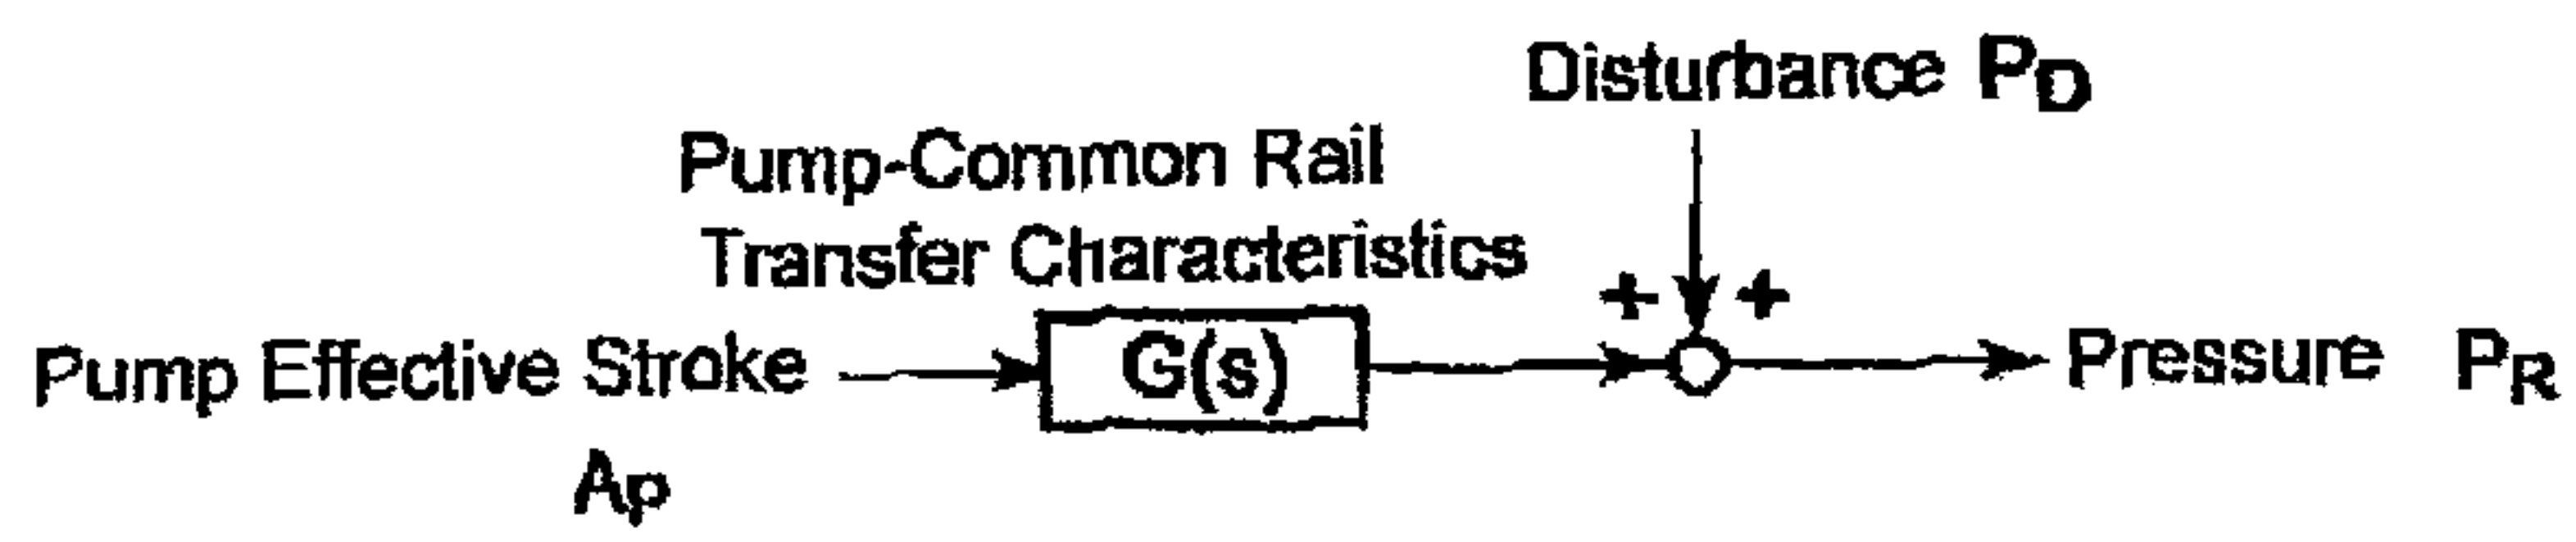 Disturbance PD
Pump-Common Rail
Transfer Characteristics
+ +
Pump Effective Stroke G(s) Pressure PR
Ap